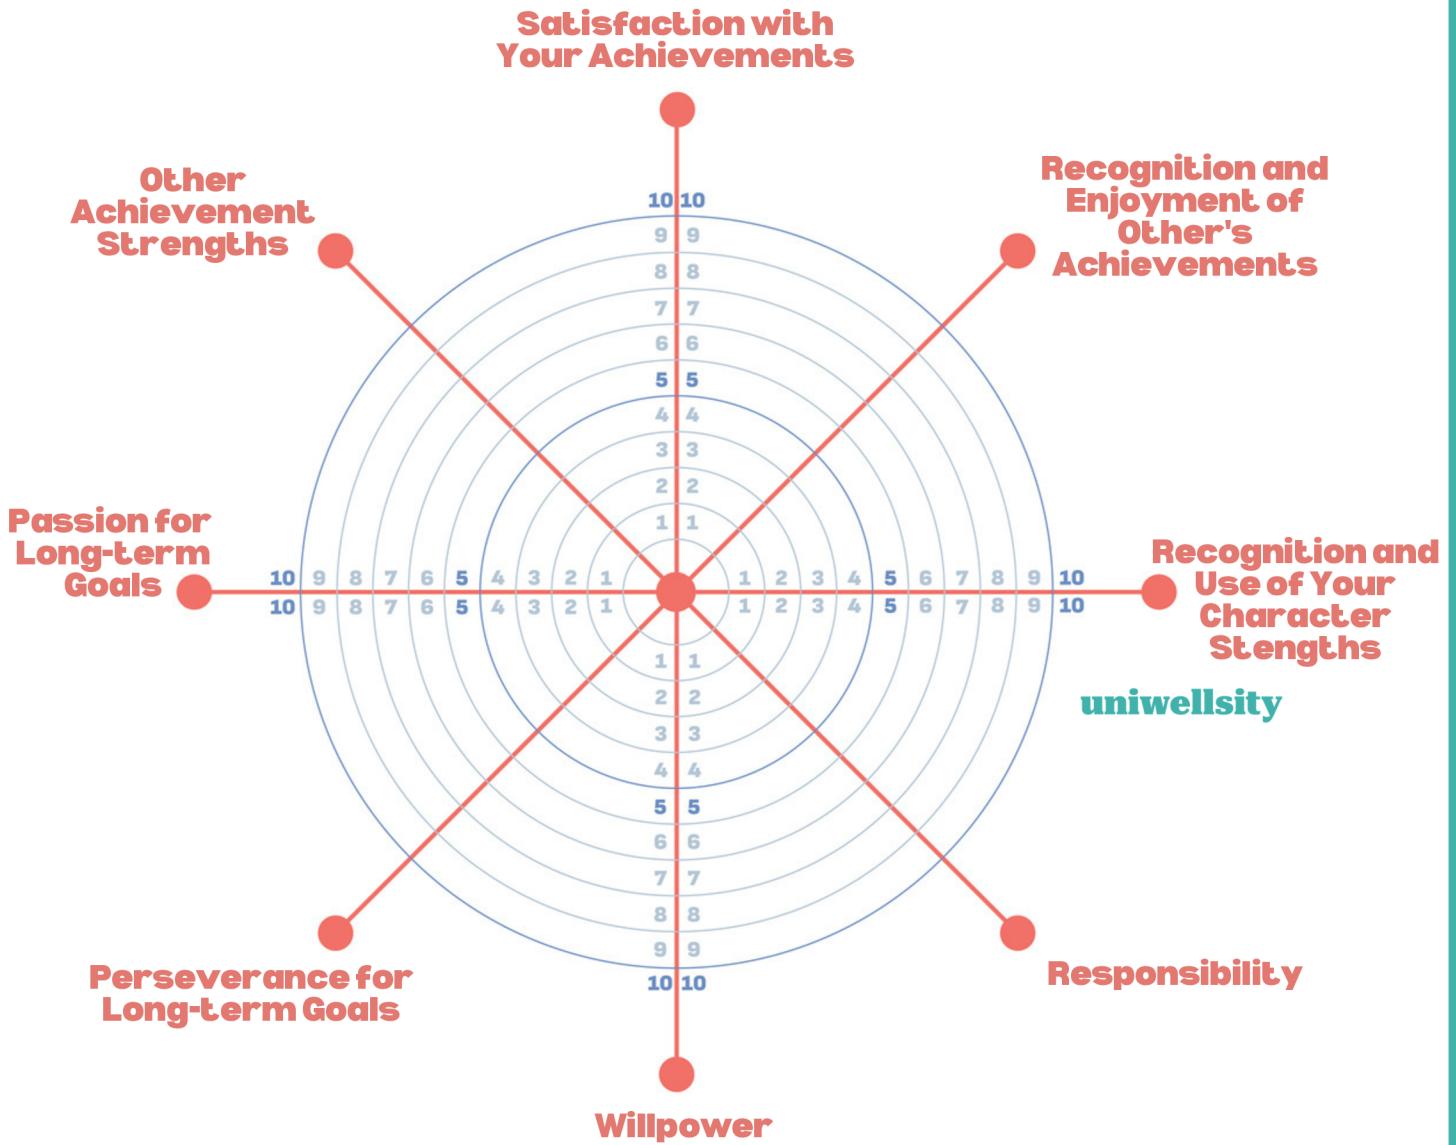 Satisfaction with
Your Achievements
Other
Achievement
Strengths
Recognition and
Enjoyment of
Other's
Achievements
10 10
9 9
8 8
7 7
6 6
5 5
4 4
3 3
2 2
1 1
Passion for
Long-term
Goals
10 9 8 7 6 5 4 3 2 1 1 2 3 4 5 6 7 8 9 10
10 9 8 7 6 5 4 3 2 1 1 2 3 4 5 6 7 8 9 10
Recognition and
Use of Your
Character
Stengths
uniwellsity
1 1
2 2
3 3
4 4
5 5
6 6
7 7
8 8
9 9
10 10
Perseverance for
Long-term Goals
Responsibility
Willpower